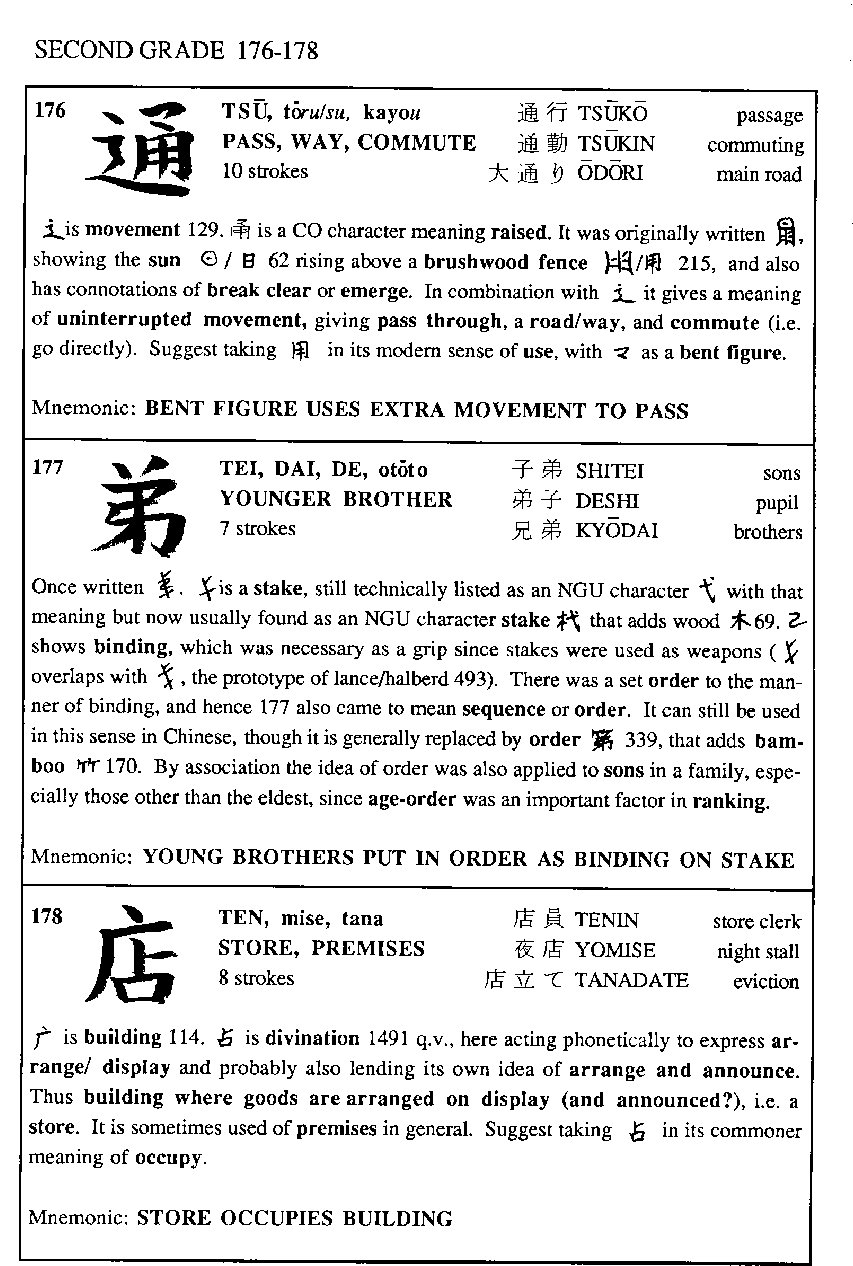 SECOND GRADE 176-178
176 通 TSŪ, tōru/su, kayou 通行 TSŪKŌ passage
PASS, WAY, COMMUTE 通勤 TSŪKIN commuting
10 strokes 大通り ŌDŌRI main road
辶 is movement 129. 甬 is a CO character meaning raised. It was originally written ,
showing the sun ☉ / 日 62 rising above a brushwood fence /用 215, and also
has connotations of break clear or emerge. In combination with 辶 it gives a meaning
of uninterrupted movement, giving pass through, a road/way, and commute (i.e.
go directly). Suggest taking 用 in its modern sense of use, with マ as a bent figure.
Mnemonic: BENT FIGURE USES EXTRA MOVEMENT TO PASS
177 弟 TEI, DAI, DE, otōto 子弟 SHITEI sons
YOUNGER BROTHER 弟子 DESHI pupil
7 strokes 兄弟 KYŌDAI brothers
Once written . is a stake, still technically listed as an NGU character 弋 with that
meaning but now usually found as an NGU character stake 杙 that adds wood 木 69.
shows binding, which was necessary as a grip since stakes were used as weapons (
overlaps with , the prototype of lance/halberd 493). There was a set order to the man-
ner of binding, and hence 177 also came to mean sequence or order. It can still be used
in this sense in Chinese, though it is generally replaced by order 第 339, that adds bam-
boo 竹 170. By association the idea of order was also applied to sons in a family, espe-
cially those other than the eldest, since age-order was an important factor in ranking.
Mnemonic: YOUNG BROTHERS PUT IN ORDER AS BINDING ON STAKE
178 店 TEN, mise, tana 店員 TENIN store clerk
STORE, PREMISES 夜店 YOMISE night stall
8 strokes 店立て TANADATE eviction
广 is building 114. 占 is divination 1491 q.v., here acting phonetically to express ar-
range/ display and probably also lending its own idea of arrange and announce.
Thus building where goods are arranged on display (and announced?), i.e. a
store. It is sometimes used of premises in general. Suggest taking 占 in its commoner
meaning of occupy.
Mnemonic: STORE OCCUPIES BUILDING